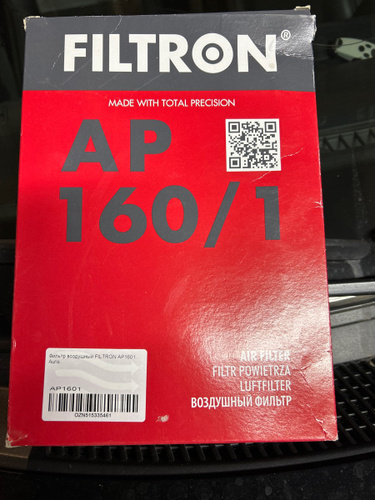 FILTRON®
MADE WITH TOTAL PRECISION
AP
160/1
AIR FILTER
FILTR POWIETRZA
LUFTFILTER
ВОЗДУШНЫЙ ФИЛЬТР
Фильтр воздушный FILTRON AP1601
AP1601
OZN515335461